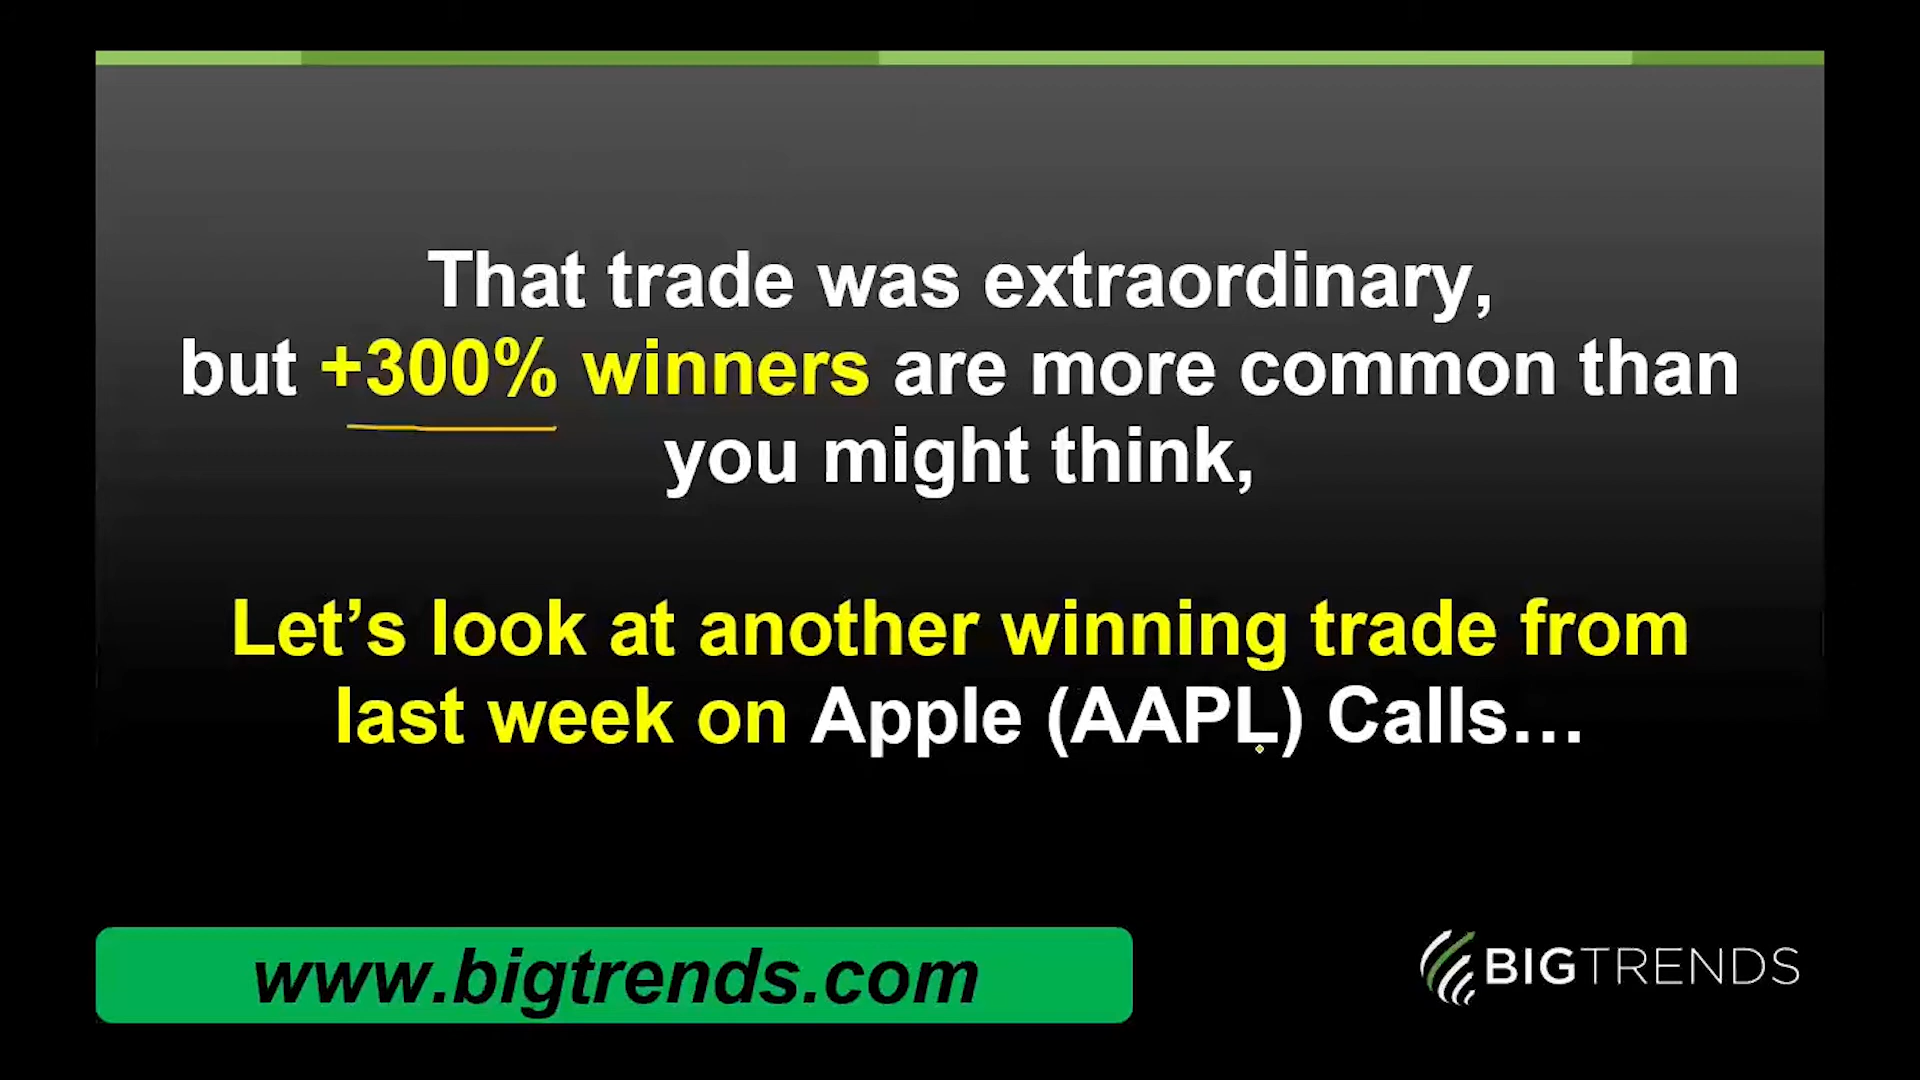 That trade was extraordinary,
but +300% winners are more common than
you might think,
Let’s look at another winning trade from
last week on Apple (AAPL) Calls…
www.bigtrends.com
BIGTRENDS